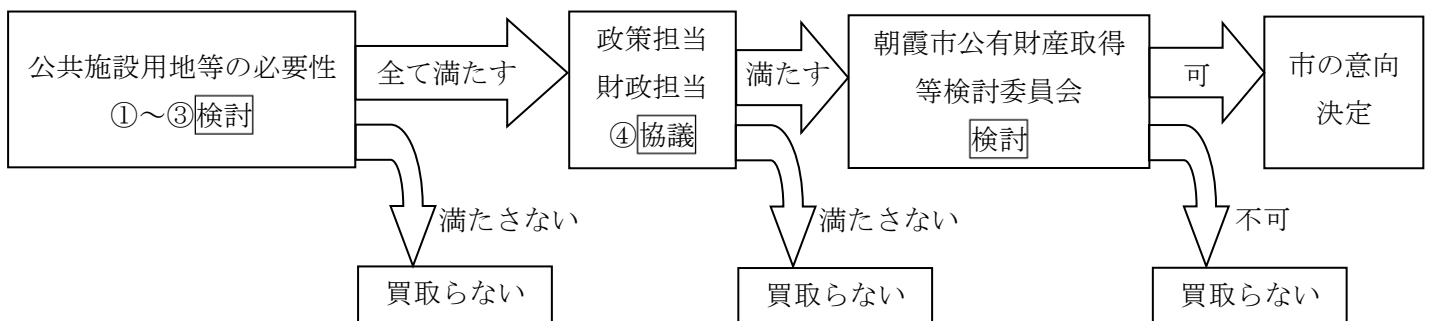 公共施設用地等の必要性
①～③検討
全て満たす
政策担当
財政担当
④協議
満たす
朝霞市公有財産取得
等検討委員会
検討
可
市の意向
決定
満たさない
満たさない
不可
買取らない
買取らない
買取らない